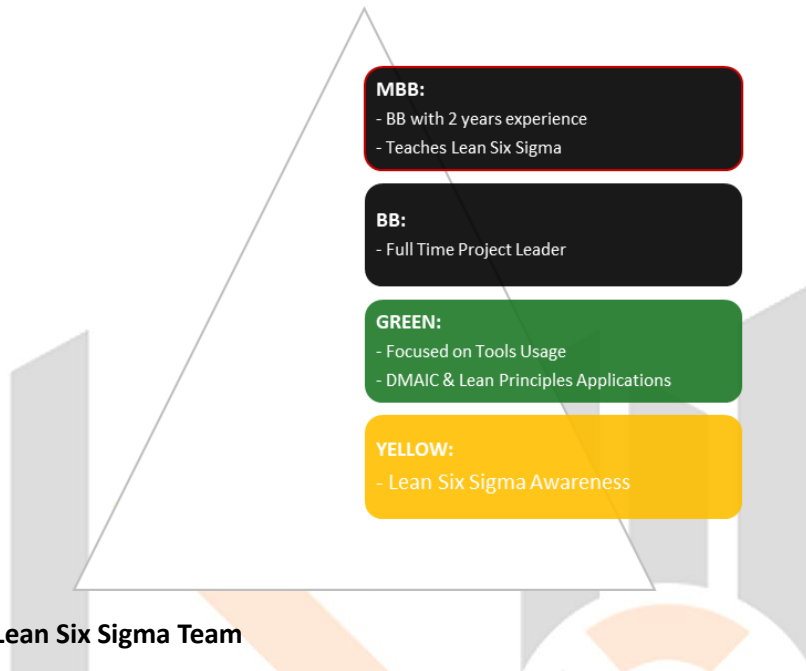 MBB:
- BB with 2 years experience
- Teaches Lean Six Sigma
BB:
- Full Time Project Leader
GREEN:
- Focused on Tools Usage
- DMAIC & Lean Principles Applications
YELLOW:
- Lean Six Sigma Awareness
Lean Six Sigma Team